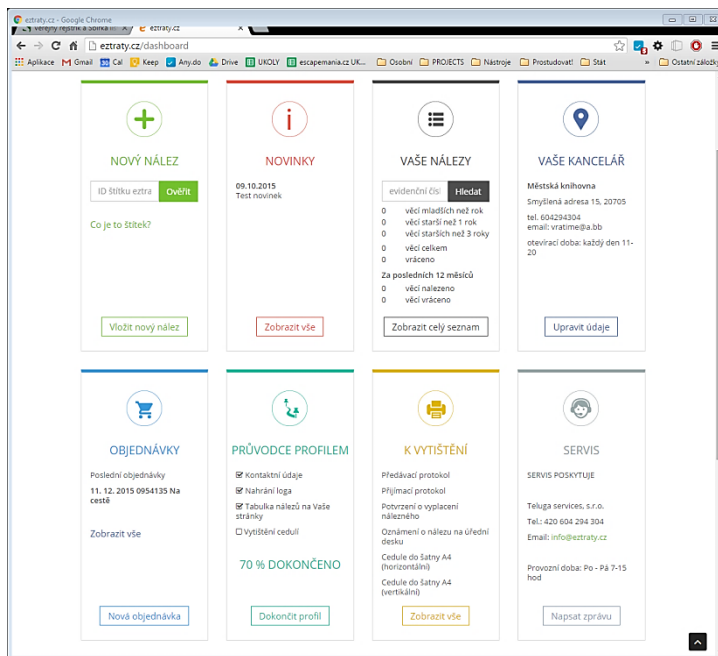 eztraty.cz - Google Chrome
Veřejný rejstřík a Sbírka li
eztraty.cz
eztraty.cz/dashboard
Aplikace
Gmail
Cal
Keep
Any.do
Drive
UKOLY
escapemania.cz UK...
Osobní
PROJECTS
Nástroje
Prostudovat!
Stát
»
Ostatní záložky
NOVÝ NÁLEZ
ID štítku eztra
Ověřit
Co je to štítek?
Vložit nový nález
NOVINKY
09.10.2015
Test novinek
Zobrazit vše
VAŠE NÁLEZY
evidenční čísl
Hledat
0 věcí mladších než rok
0 věcí starší než 1 rok
0 věcí starších než 3 roky
0 věcí celkem
0 vráceno
Za posledních 12 měsíců
0 věcí nalezeno
0 věcí vráceno
Zobrazit celý seznam
VAŠE KANCELÁŘ
Městská knihovna
Smyšlená adresa 15, 20705
tel. 604294304
email: vratime@a.bb
otevírací doba: každý den 11-
20
Upravit údaje
OBJEDNÁVKY
Poslední objednávky
11. 12. 2015 0954135 Na
cestě
Zobrazit vše
Nová objednávka
PRŮVODCE PROFILEM
Kontaktní údaje
Nahrání loga
Tabulka nálezů na Vaše
stránky
Vytištění cedulí
70 % DOKONČENO
Dokončit profil
K VYTIŠTĚNÍ
Předávací protokol
Přijímací protokol
Potvrzení o vyplacení
nálezného
Oznámení o nálezu na úřední
desku
Cedule do šatny A4
(horizontální)
Cedule do šatny A4
(vertikální)
Zobrazit vše
SERVIS
SERVIS POSKYTUJE
Teluga services, s.r.o.
Tel.: 420 604 294 304
Email: info@eztraty.cz
Provozní doba: Po - Pá 7-15
hod
Napsat zprávu